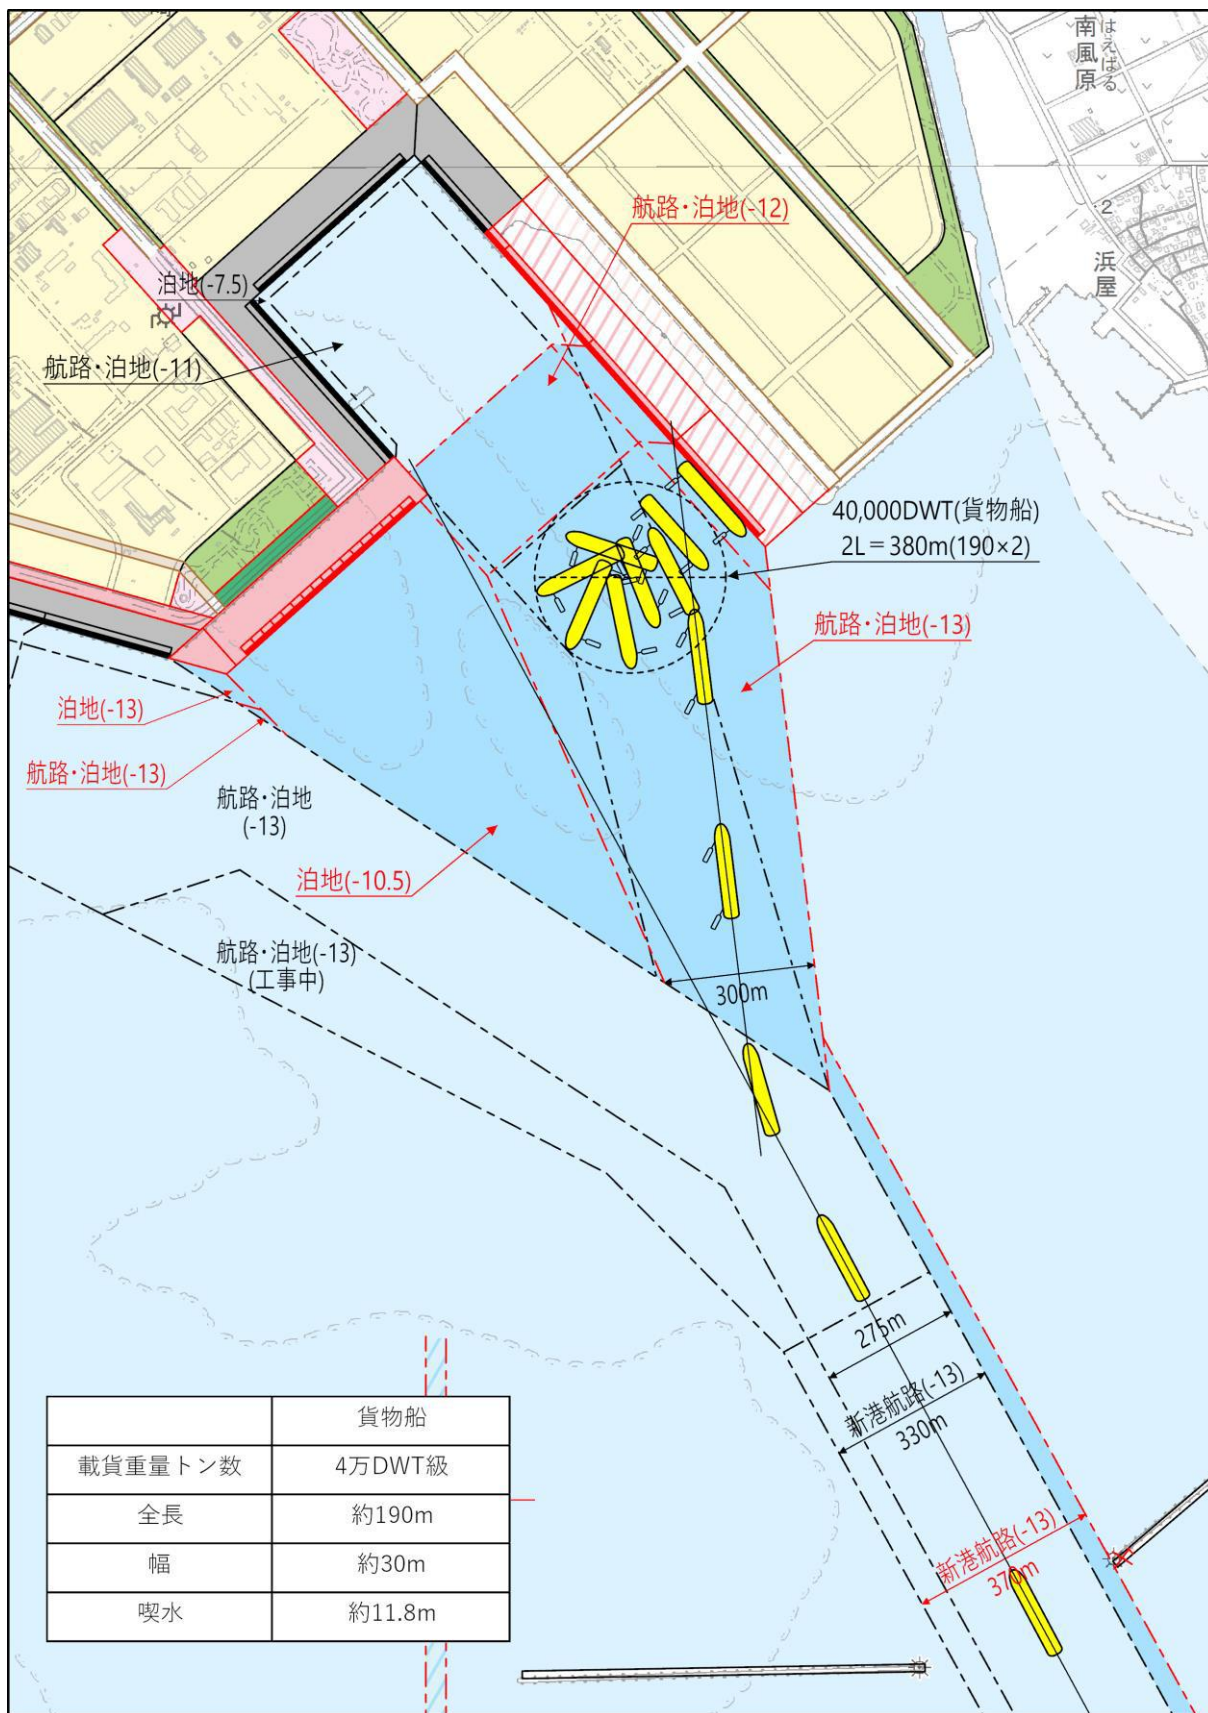 南風原
はえばる
航路・泊地(-12)
2
浜屋
泊地(-7.5)
航路・泊地(-11)
40,000DWT(貨物船)
2L＝380m(190×2)
航路・泊地(-13)
泊地(-13)
航路・泊地(-13)
航路・泊地
(-13)
泊地(-10.5)
航路・泊地(-13)
(工事中)
300m
275m
新港航路(-13)
330m
新港航路(-13)
370m
貨物船
載貨重量トン数 4万DWT級
全長 約190m
幅 約30m
喫水 約11.8m